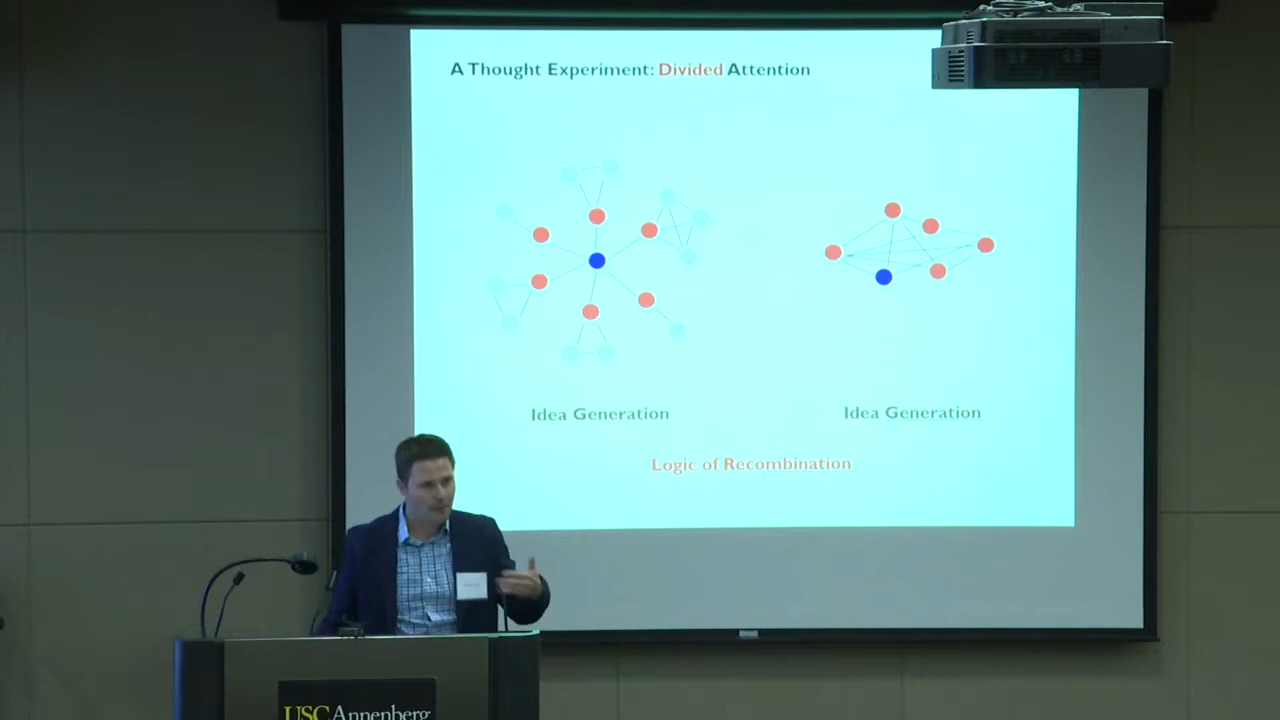 A Thought Experiment: Divided Attention
Idea Generation
Idea Generation
Logic of Recombination
USC Annenberg